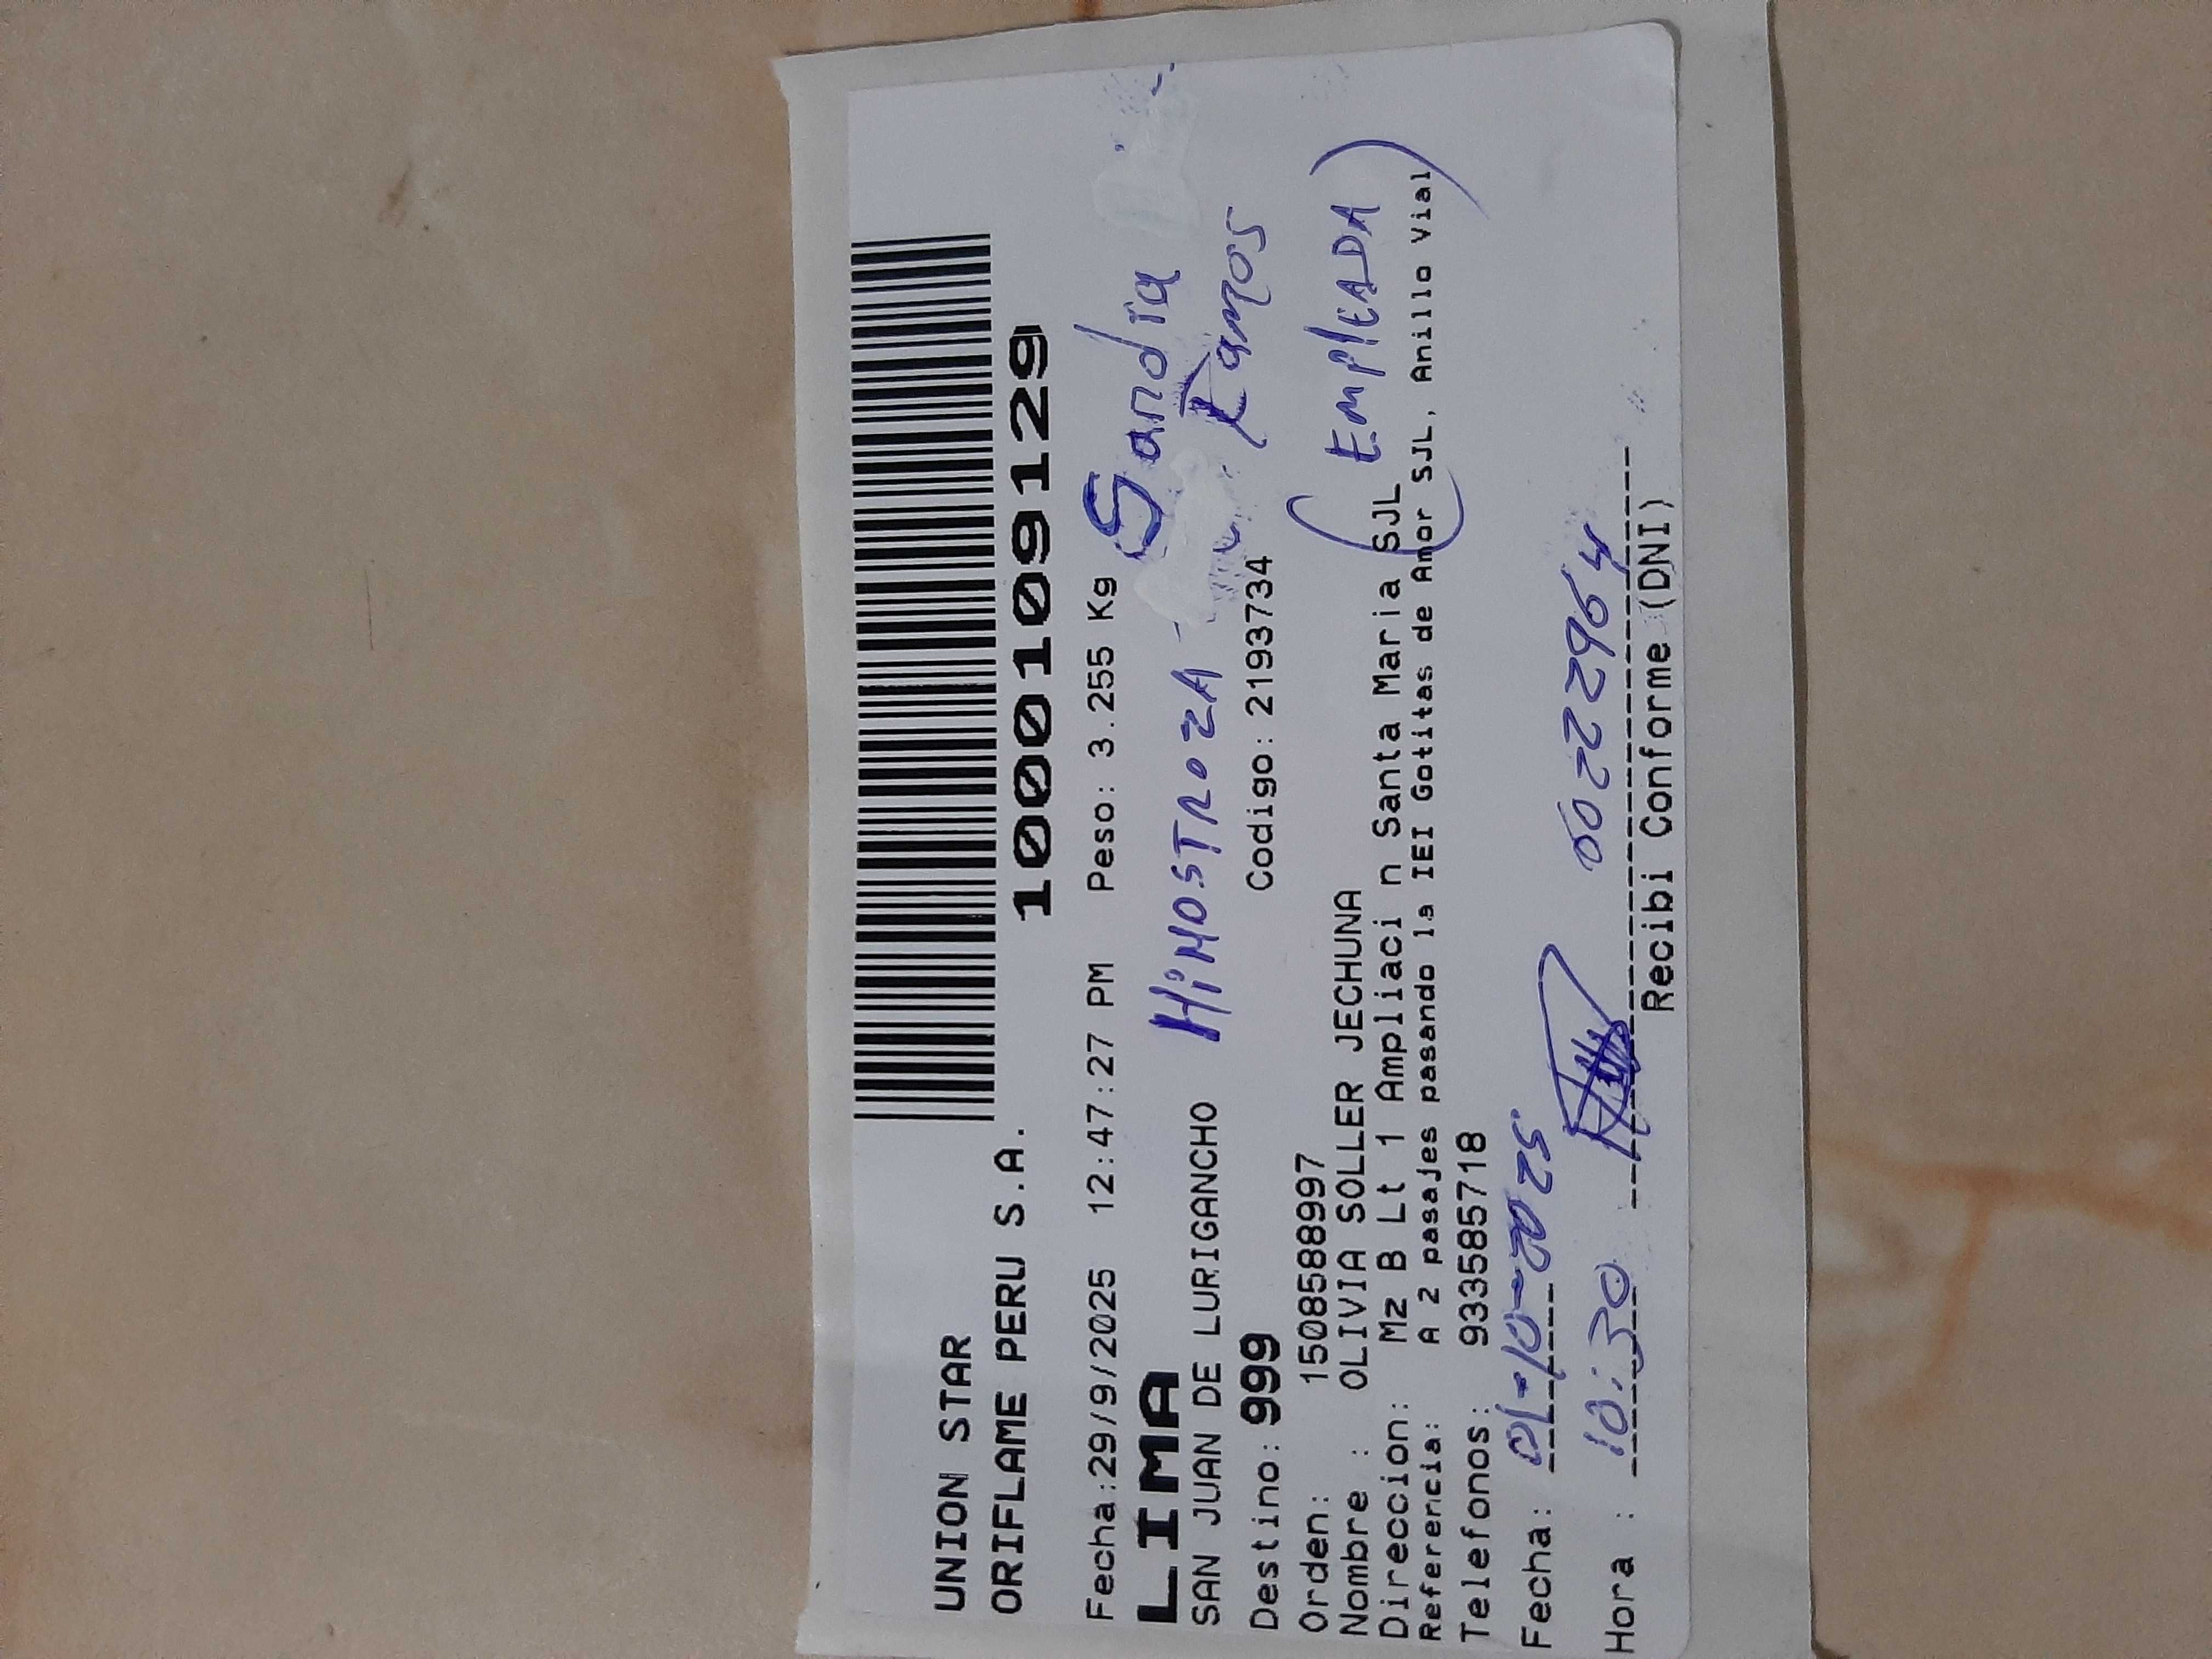 UNION STAR
ORIFLAME PERU S.A.
1000109129
Fecha:29/9/2025 12:47:27 PM Peso: 3.255 Kg
LIMA
SAN JUAN DE LURIGANCHO
HiNOSTROZA Sandra
Ramos
Destino:999 Codigo: 2193734
(EmplEADA)
Orden: 1508588997
Nombre : OLIVIA SOLLER JECHUNA
Direccion: Mz B Lt 1 Ampliaci n Santa Maria SJL
Referencia: A 2 pasajes pasando la IEI Gotitas de Amor SJL, Anillo Vial
Telefonos: 933585718
Fecha: 01-10-2025
Hora : 10:30 60222964
Recibi Conforme (DNI)